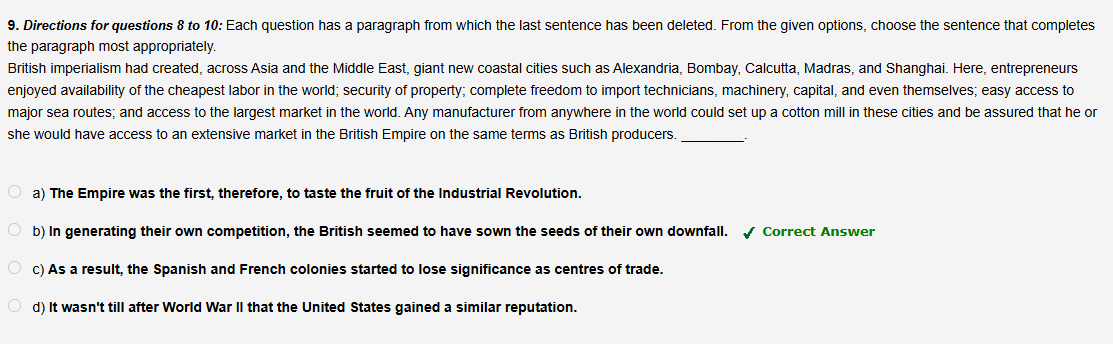 9. Directions for questions 8 to 10: Each question has a paragraph from which the last sentence has been deleted. From the given options, choose the sentence that completes
the paragraph most appropriately.
British imperialism had created, across Asia and the Middle East, giant new coastal cities such as Alexandria, Bombay, Calcutta, Madras, and Shanghai. Here, entrepreneurs
enjoyed availability of the cheapest labor in the world; security of property; complete freedom to import technicians, machinery, capital, and even themselves; easy access to
major sea routes; and access to the largest market in the world. Any manufacturer from anywhere in the world could set up a cotton mill in these cities and be assured that he or
she would have access to an extensive market in the British Empire on the same terms as British producers. _________.
a) The Empire was the first, therefore, to taste the fruit of the Industrial Revolution.
b) In generating their own competition, the British seemed to have sown the seeds of their own downfall. ✓ Correct Answer
c) As a result, the Spanish and French colonies started to lose significance as centres of trade.
d) It wasn't till after World War II that the United States gained a similar reputation.